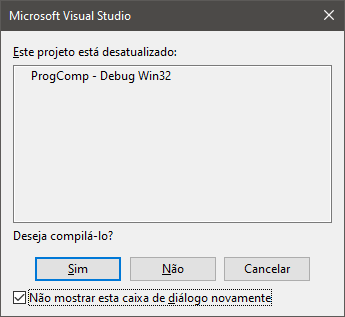 Microsoft Visual Studio
Este projeto está desatualizado:
ProgComp - Debug Win32
Deseja compilá-lo?
Sim
Não
Cancelar
Não mostrar esta caixa de diálogo novamente